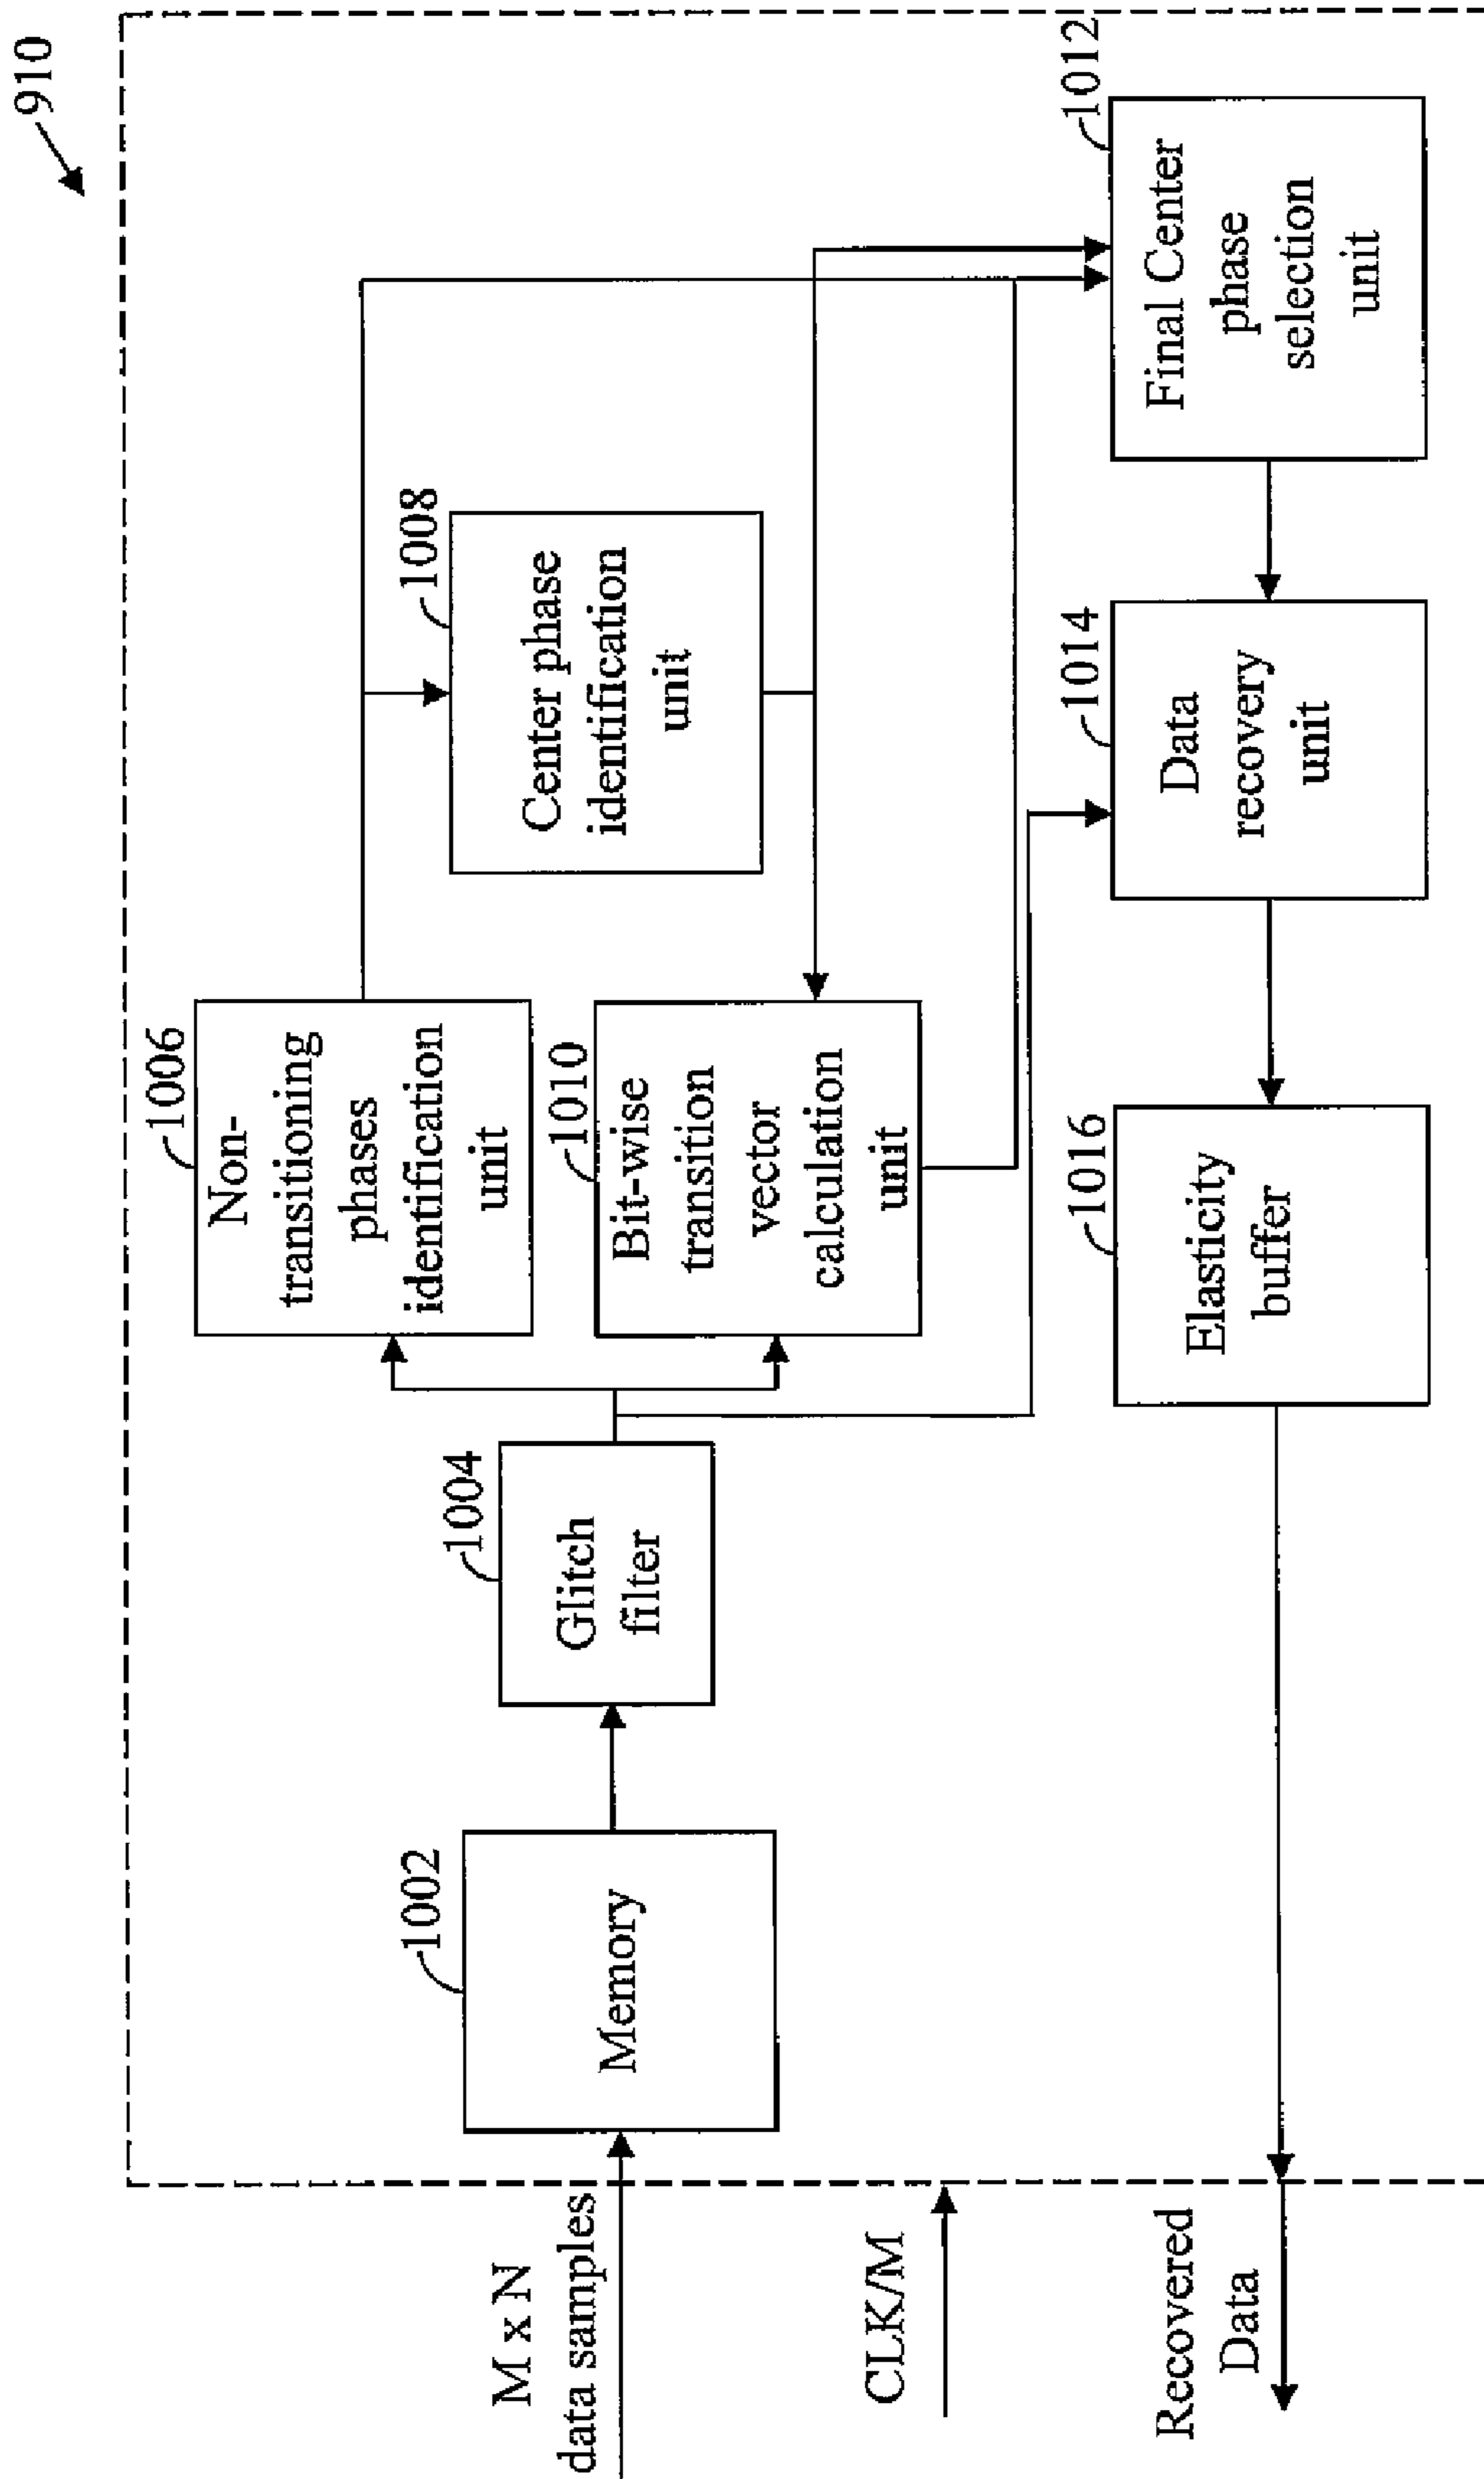 910
1006
Non-
transitioning
phases
identification
unit
1008
Center phase
identification
unit
1010
Bit-wise
transition
vector
calculation
unit
1004
Glitch
filter
1002
Memory
M x N
data samples
CLK/M
1012
Final Center
phase
selection
unit
1014
Data
recovery
unit
1016
Elasticity
buffer
Recovered
Data